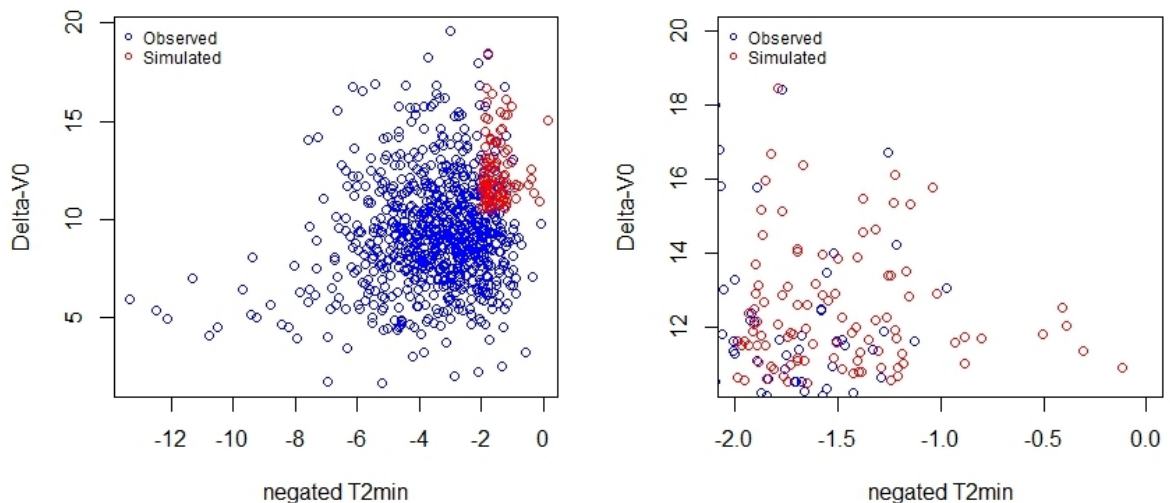 Observed
Simulated
20
15
10
5
Delta-V0
-12 -10 -8 -6 -4 -2 0
negated T2min
Observed
Simulated
20
18
16
14
12
Delta-V0
-2.0 -1.5 -1.0 -0.5 0.0
negated T2min